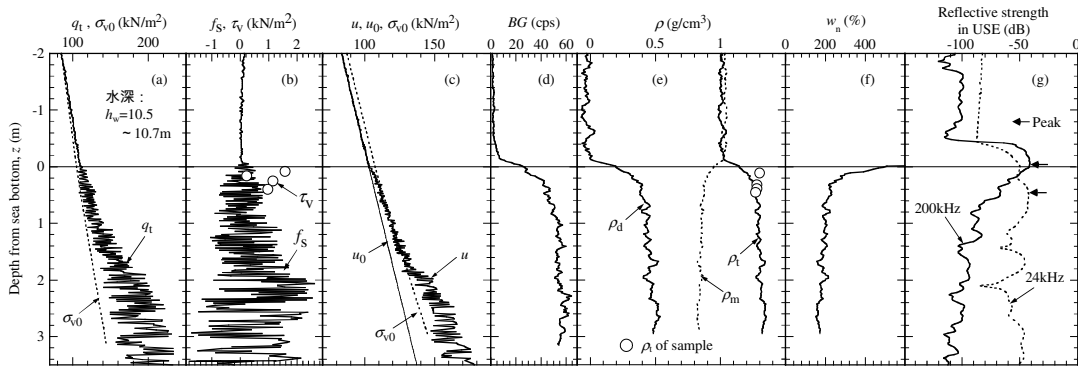 q_t , σ_v0 (kN/m²)
f_S, τ_v (kN/m²)
u, u_0, σ_v0 (kN/m²)
BG (cps)
ρ (g/cm³)
w_n (%)
Reflective strength
in USE (dB)
100 200
-1 0 1 2
100 150
0 20 40 60
0 0.5 1
0 200 400
-100 -50 0
-2
-1
0
1
2
3
Depth from sea bottom, z (m)
(a)
水深：
h_w=10.5
~10.7m
q_t
σ_v0
(b)
τ_v
f_S
(c)
u_0
u
σ_v0
(d)
(e)
ρ_d
ρ_t
ρ_m
ρ_t of sample
(f)
(g)
Peak
200kHz
24kHz